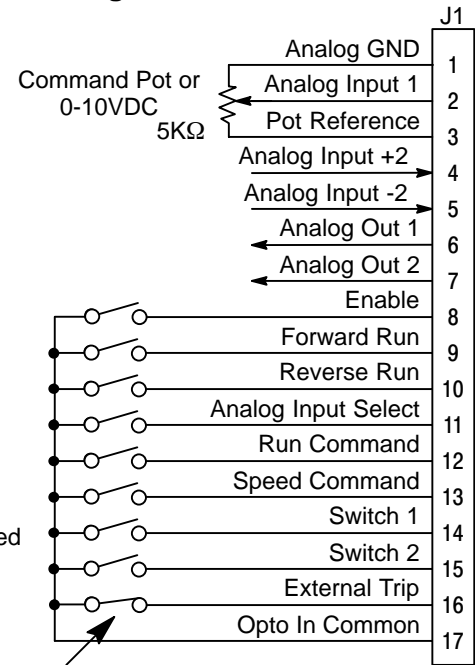 J1
Analog GND 1
Command Pot or
0-10VDC
5KΩ
Analog Input 1 2
Pot Reference 3
Analog Input +2 4
Analog Input -2 5
Analog Out 1 6
Analog Out 2 7
Enable 8
Forward Run 9
Reverse Run 10
Analog Input Select 11
Run Command 12
Speed Command 13
Switch 1 14
ed
Switch 2 15
External Trip 16
Opto In Common 17